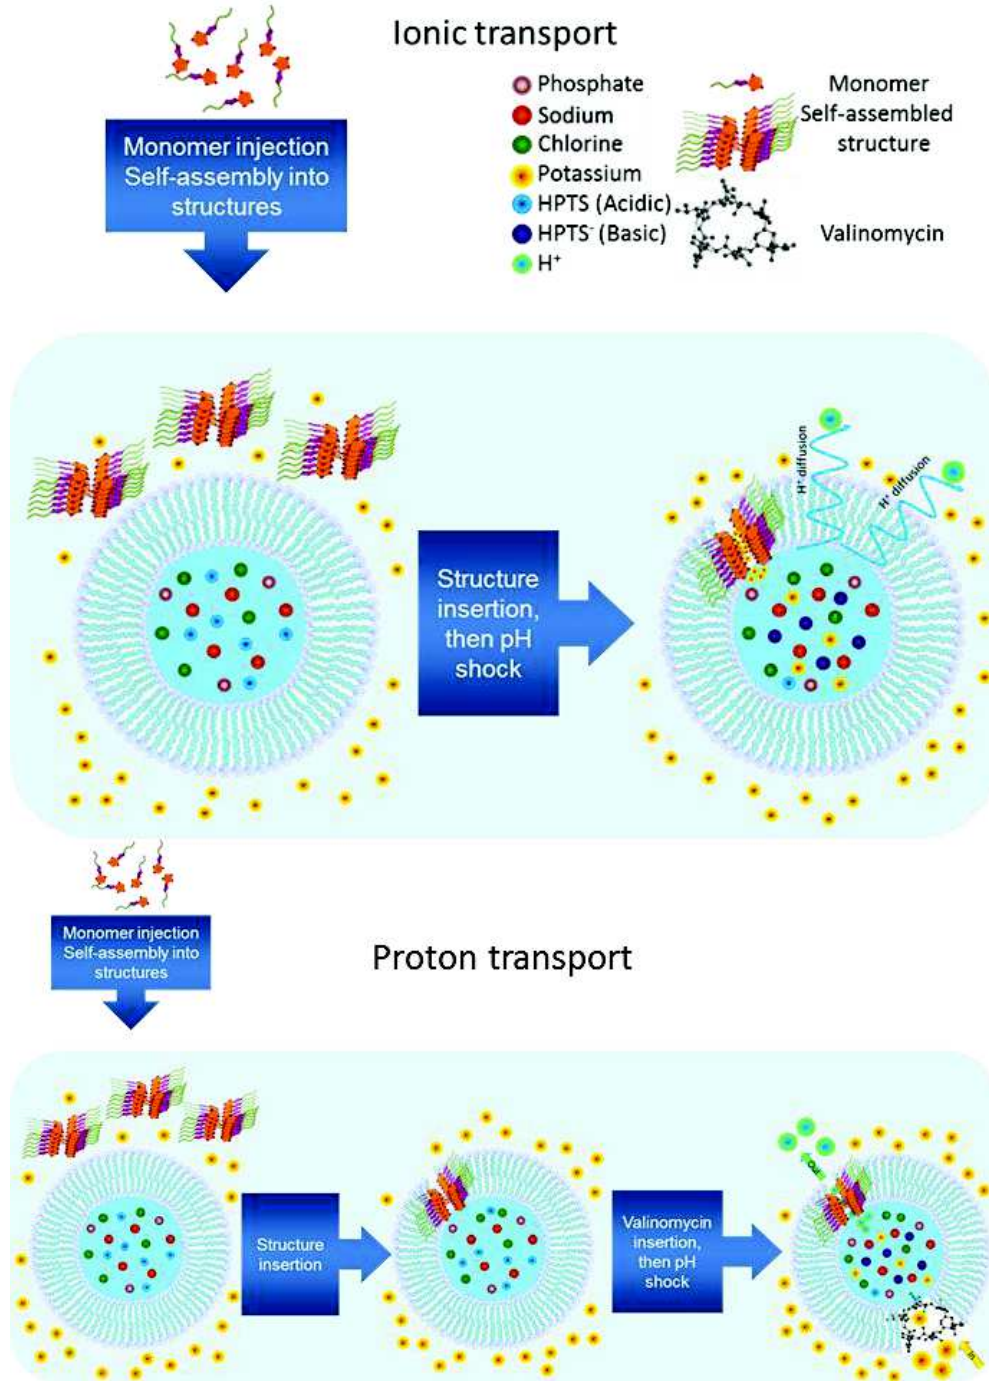 Ionic transport
Monomer injection
Self-assembly into
structures
Phosphate
Sodium
Chlorine
Potassium
HPTS (Acidic)
HPTS⁻ (Basic)
H⁺
Monomer
Self-assembled
structure
Valinomycin
Structure
insertion,
then pH
shock
H⁺ diffusion
H⁺ diffusion
Monomer injection
Self-assembly into
structures
Proton transport
Structure
insertion
Valinomycin
insertion,
then pH
shock
Out
In